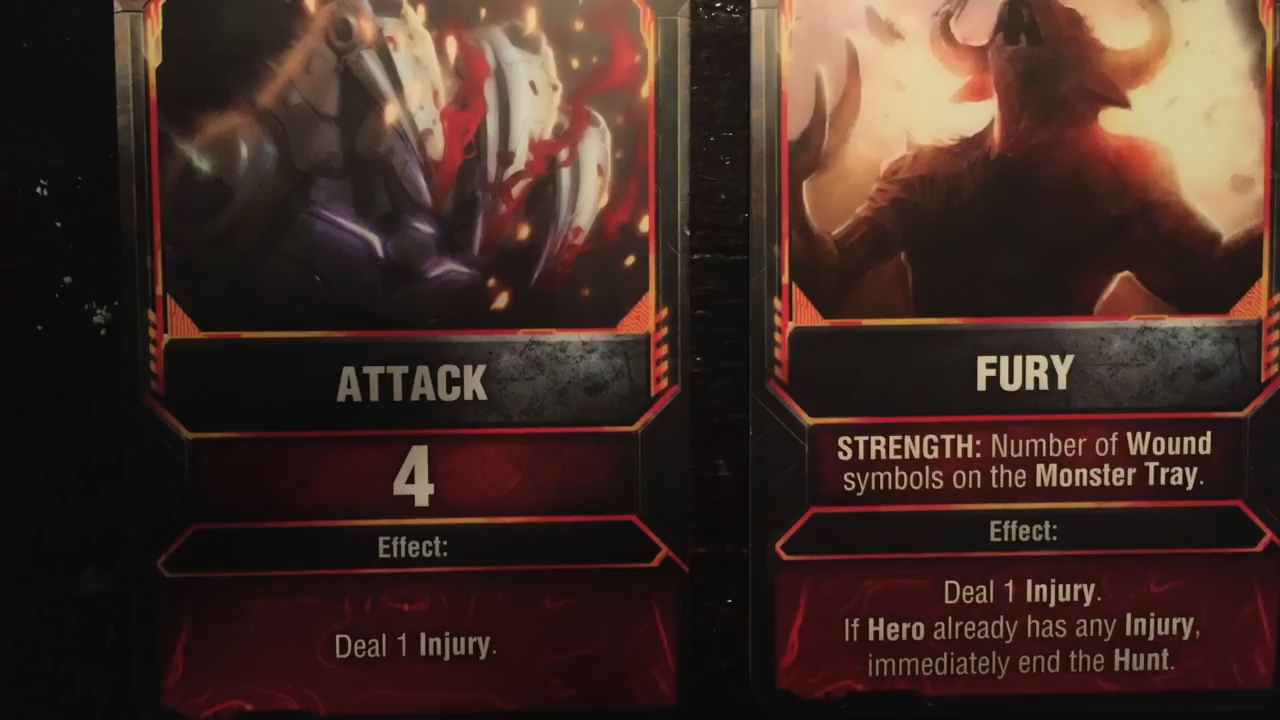 ATTACK
4
Effect:
Deal 1 Injury.
FURY
STRENGTH: Number of Wound
symbols on the Monster Tray.
Effect:
Deal 1 Injury.
If Hero already has any Injury,
immediately end the Hunt.